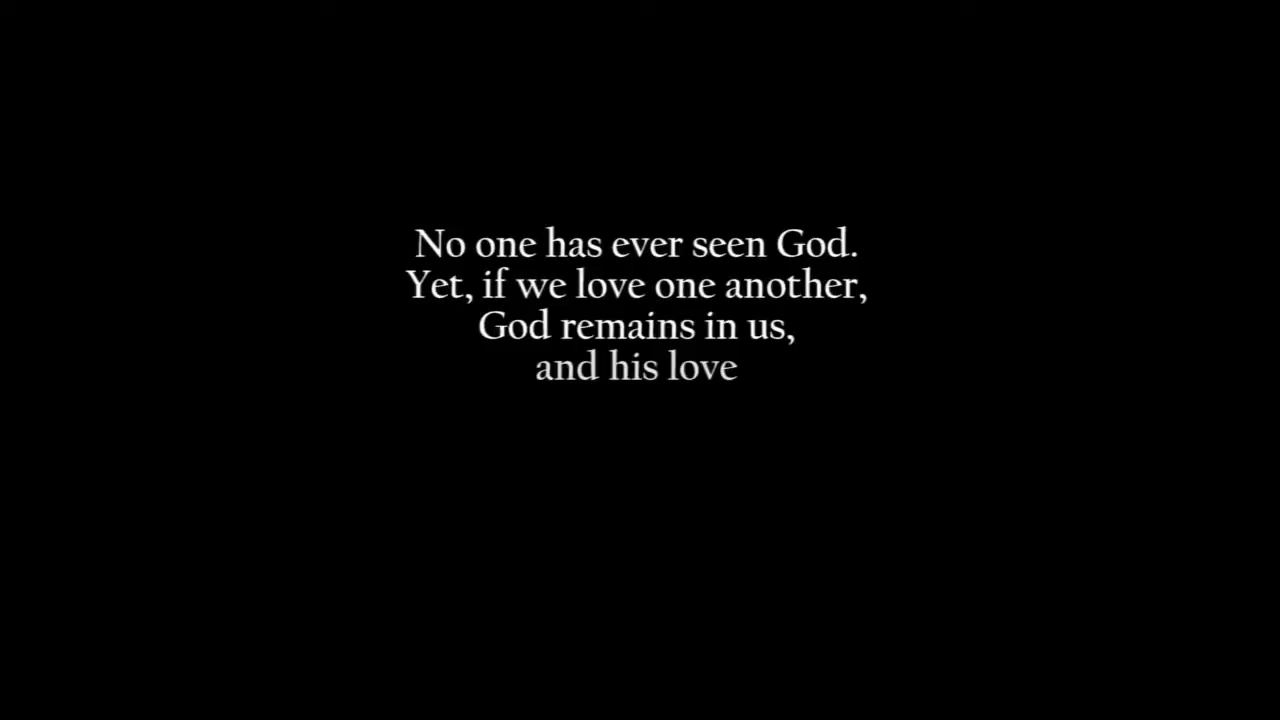 No one has ever seen God.
Yet, if we love one another,
God remains in us,
and his love